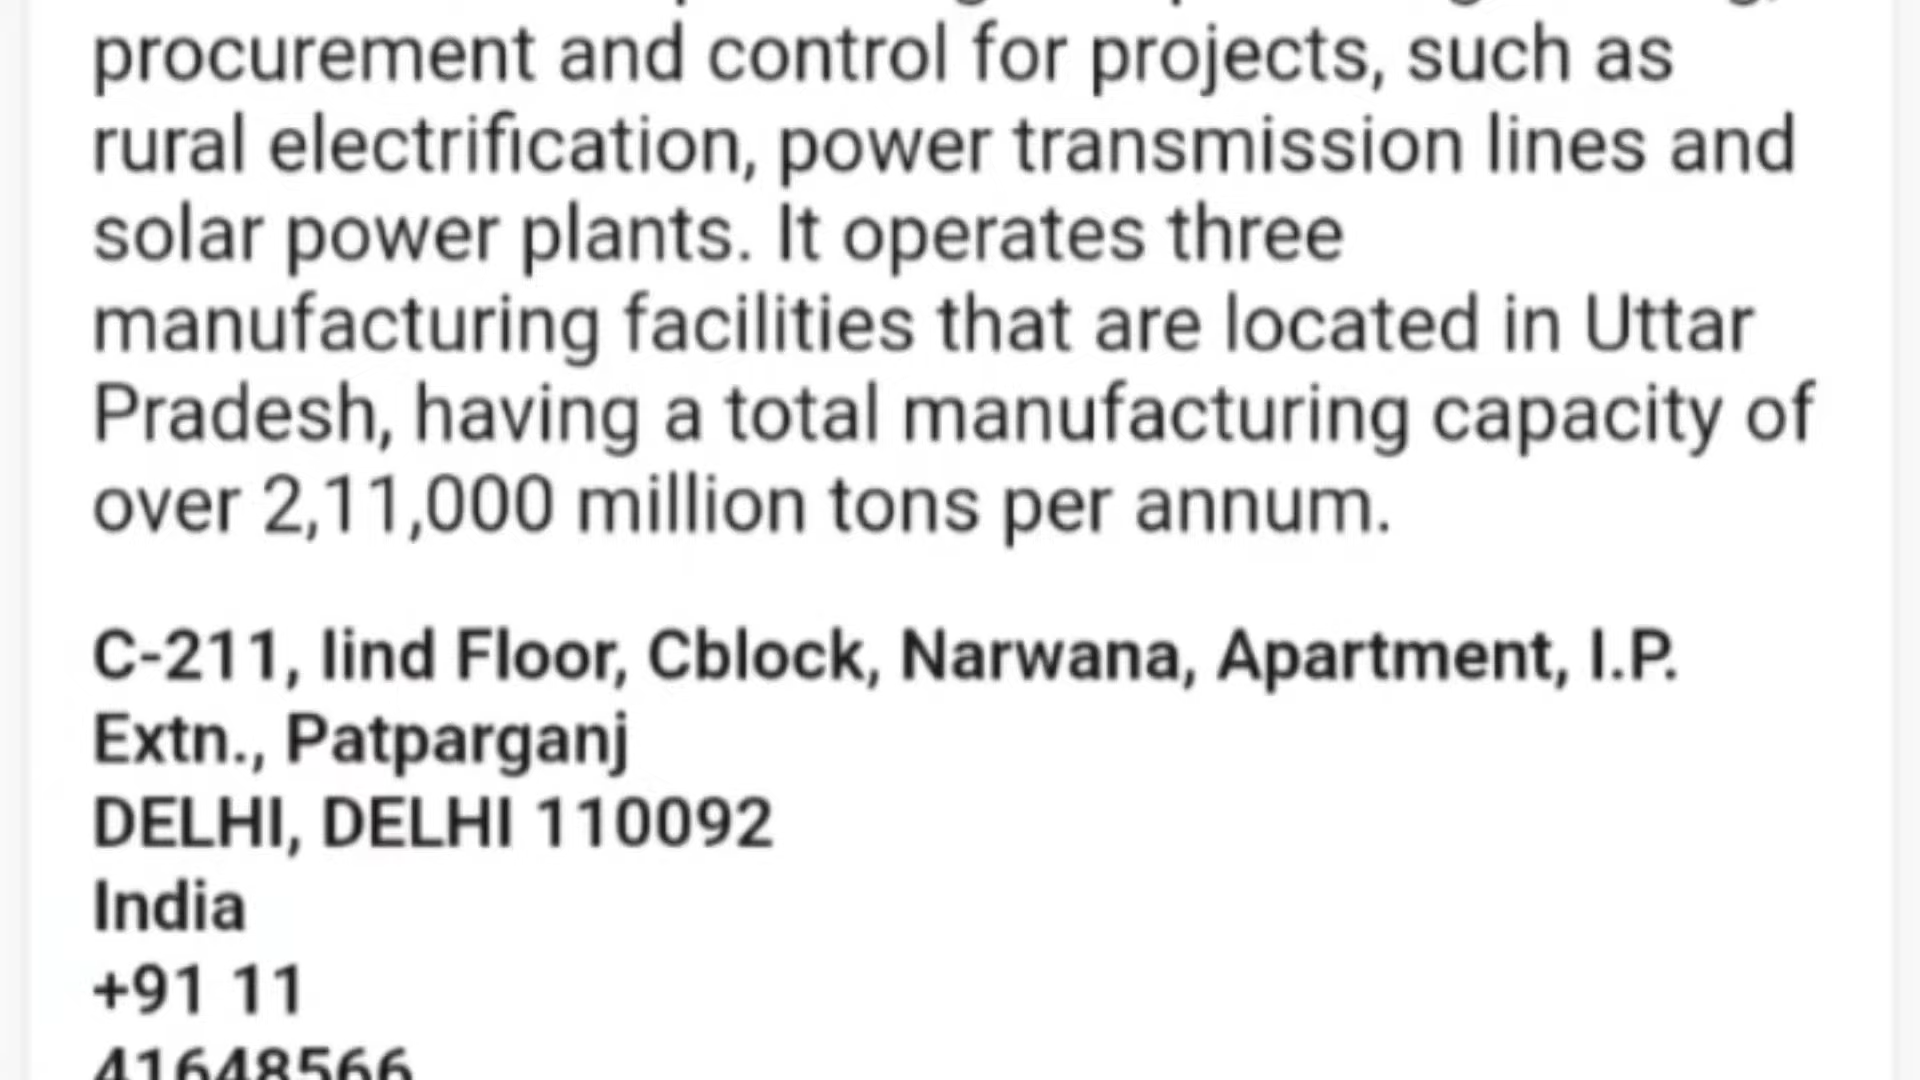 procurement and control for projects, such as
rural electrification, power transmission lines and
solar power plants. It operates three
manufacturing facilities that are located in Uttar
Pradesh, having a total manufacturing capacity of
over 2,11,000 million tons per annum.
C-211, Iind Floor, Cblock, Narwana, Apartment, I.P.
Extn., Patparganj
DELHI, DELHI 110092
India
+91 11
41648566